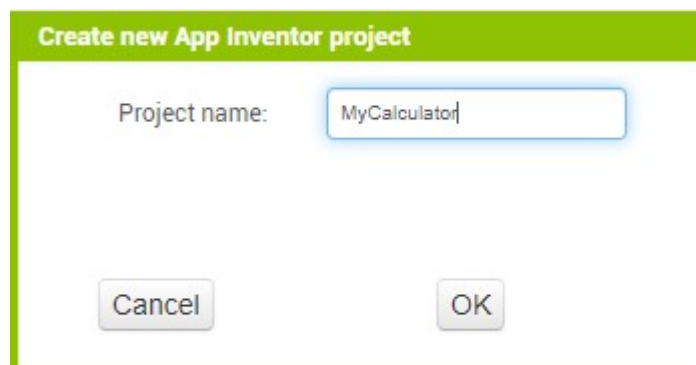 Create new App Inventor project
Project name: MyCalculator
Cancel OK